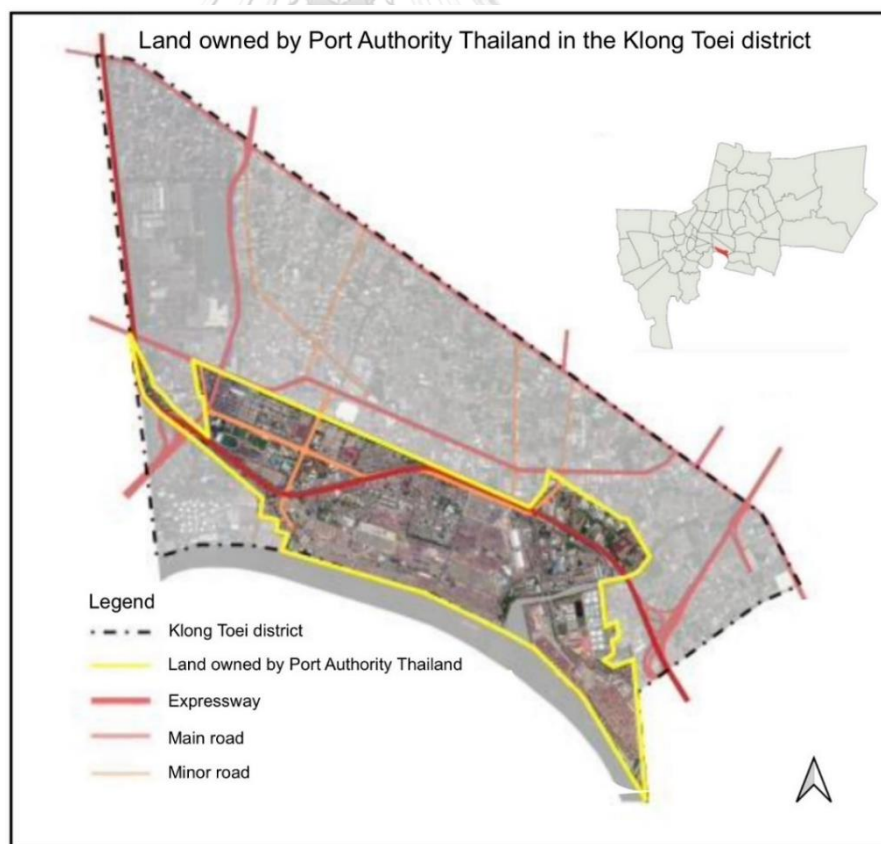 Land owned by Port Authority Thailand in the Klong Toei district
Legend
Klong Toei district
Land owned by Port Authority Thailand
Expressway
Main road
Minor road